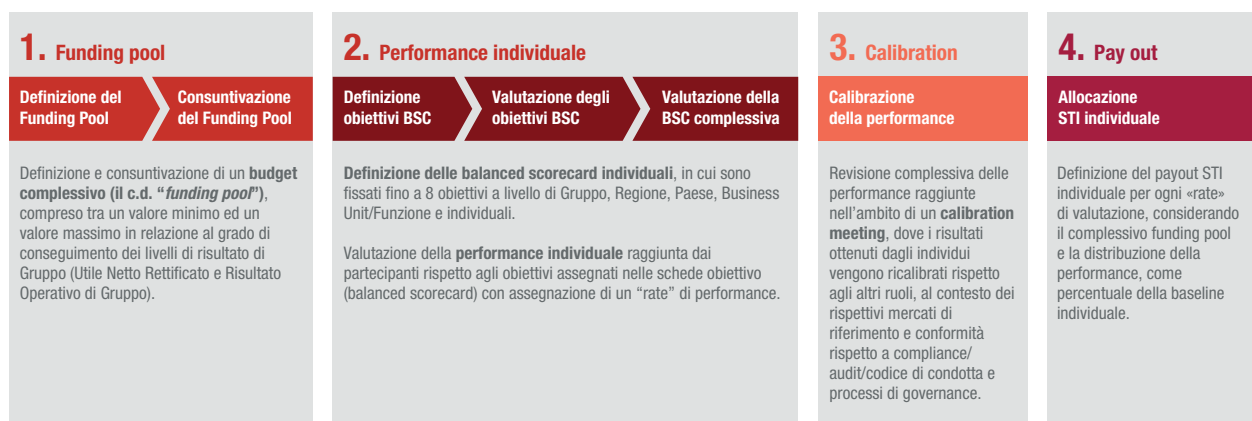 1. Funding pool
Definizione del
Funding Pool
Consuntivazione
del Funding Pool
Definizione e consuntivazione di un budget
complessivo (il c.d. “funding pool”),
compreso tra un valore minimo ed un
valore massimo in relazione al grado di
conseguimento dei livelli di risultato di
Gruppo (Utile Netto Rettificato e Risultato
Operativo di Gruppo).
2. Performance individuale
Definizione
obiettivi BSC
Valutazione degli
obiettivi BSC
Valutazione della
BSC complessiva
Definizione delle balanced scorecard individuali, in cui sono
fissati fino a 8 obiettivi a livello di Gruppo, Regione, Paese, Business
Unit/Funzione e individuali.
Valutazione della performance individuale raggiunta dai
partecipanti rispetto agli obiettivi assegnati nelle schede obiettivo
(balanced scorecard) con assegnazione di un “rate” di performance.
3. Calibration
Calibrazione
della performance
Revisione complessiva delle
performance raggiunte
nell’ambito di un calibration
meeting, dove i risultati
ottenuti dagli individui
vengono ricalibrati rispetto
agli altri ruoli, al contesto dei
rispettivi mercati di
riferimento e conformità
rispetto a compliance/
audit/codice di condotta e
processi di governance.
4. Pay out
Allocazione
STI individuale
Definizione del payout STI
individuale per ogni «rate»
di valutazione, considerando
il complessivo funding pool
e la distribuzione della
performance, come
percentuale della baseline
individuale.